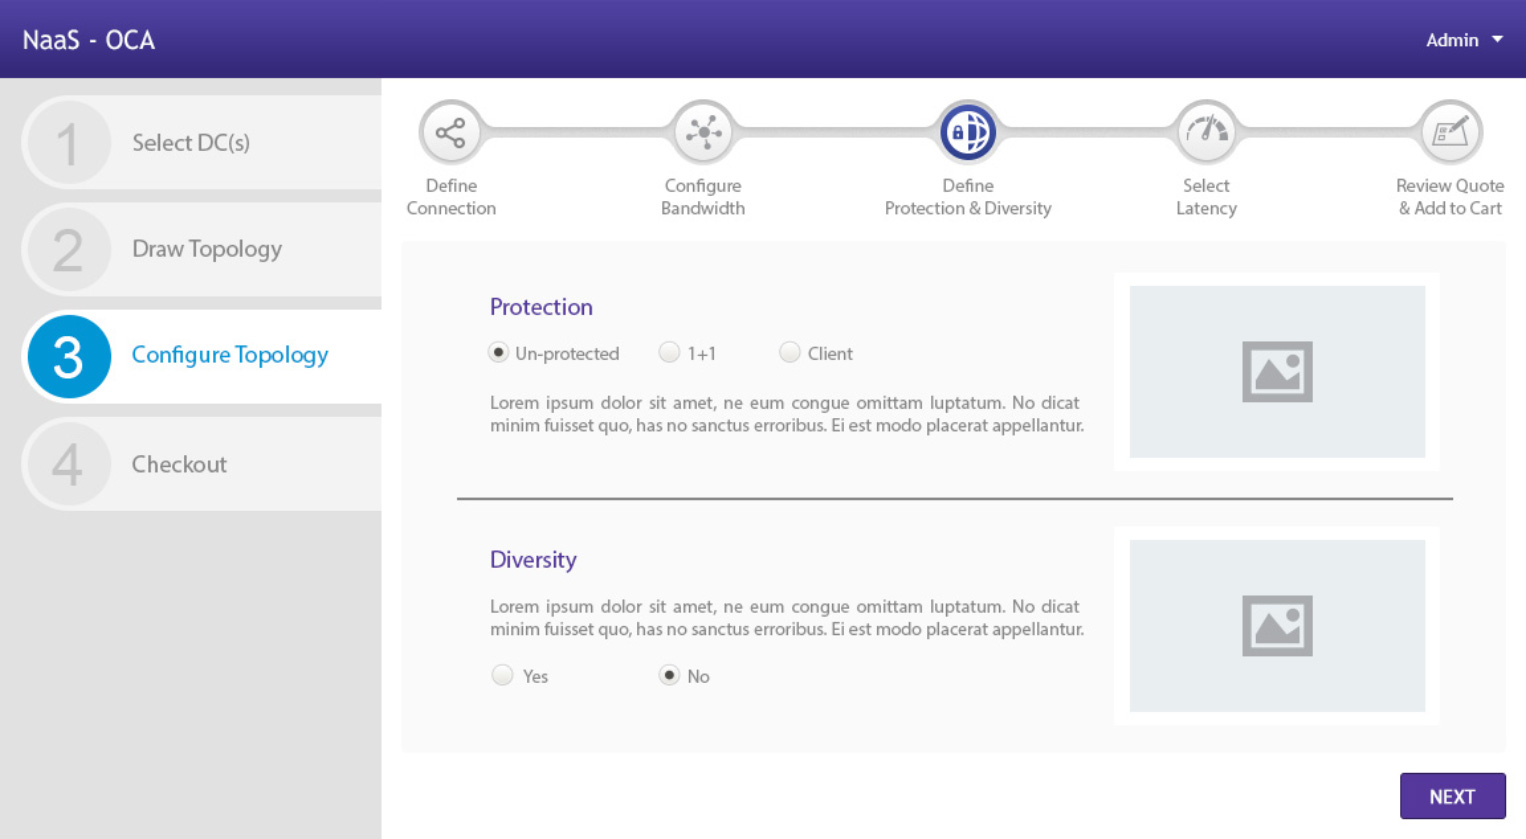 NaaS - OCA
Admin
1
Select DC(s)
2
Draw Topology
3
Configure Topology
4
Checkout
Define
Connection
Configure
Bandwidth
Define
Protection & Diversity
Select
Latency
Review Quote
& Add to Cart
Protection
Un-protected 1+1 Client
Lorem ipsum dolor sit amet, ne eum congue omittam luptatum. No dicat
minim fuisset quo, has no sanctus erroribus. Ei est modo placerat appellantur.
Diversity
Lorem ipsum dolor sit amet, ne eum congue omittam luptatum. No dicat
minim fuisset quo, has no sanctus erroribus. Ei est modo placerat appellantur.
Yes No
NEXT